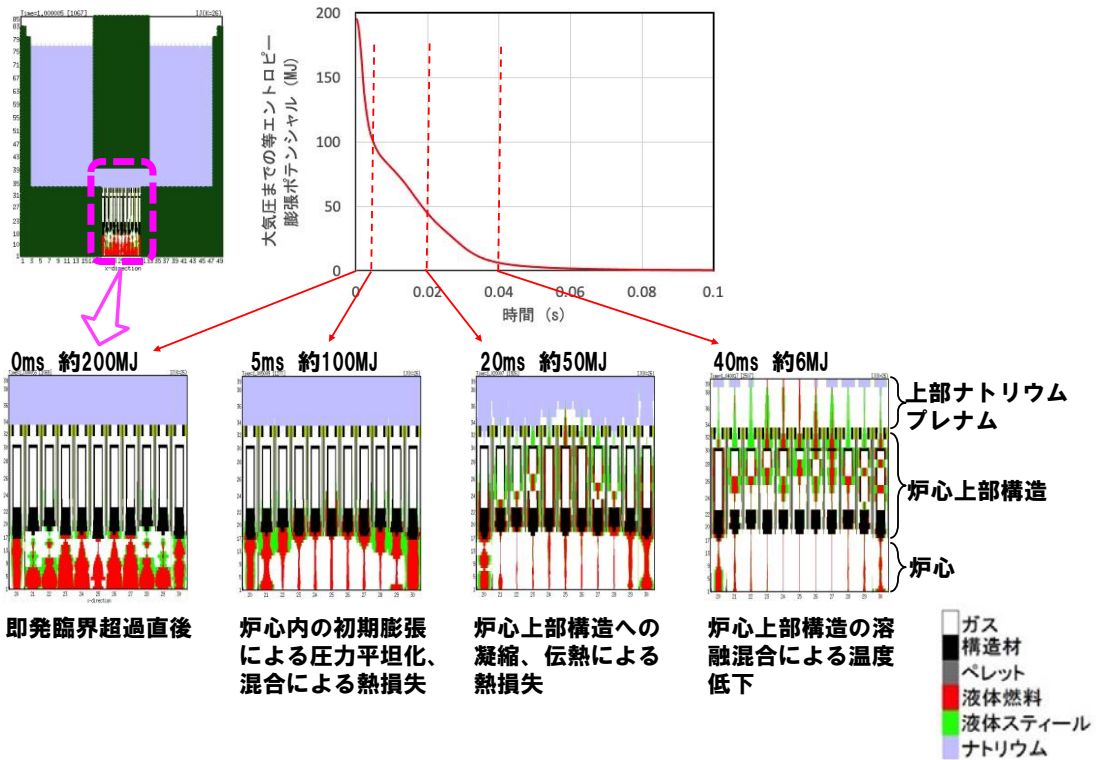 Time=1.000005 [1067]
200
150
100
50
0
大気圧までの等エントロピー
膨張ポテンシャル (MJ)
0
0.02
0.04
0.06
0.08
0.1
時間 (s)
x-direction
0ms 約200MJ
5ms 約100MJ
20ms 約50MJ
40ms 約6MJ
上部ナトリウム
プレナム
炉心上部構造
炉心
即発臨界超過直後
炉心内の初期膨張
による圧力平坦化、
混合による熱損失
炉心上部構造への
凝縮、伝熱による
熱損失
炉心上部構造の溶
融混合による温度
低下
ガス
構造材
ペレット
液体燃料
液体スティール
ナトリウム